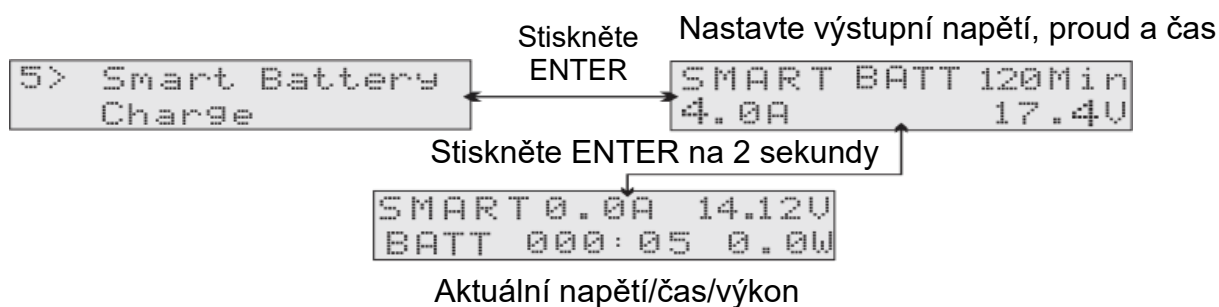 Stiskněte
ENTER
Nastavte výstupní napětí, proud a čas
5> Smart Battery
Charge
SMART BATT 120Min
4.0A 17.4V
Stiskněte ENTER na 2 sekundy
SMART 0.0A 14.12V
BATT 000:05 0.0W
Aktuální napětí/čas/výkon